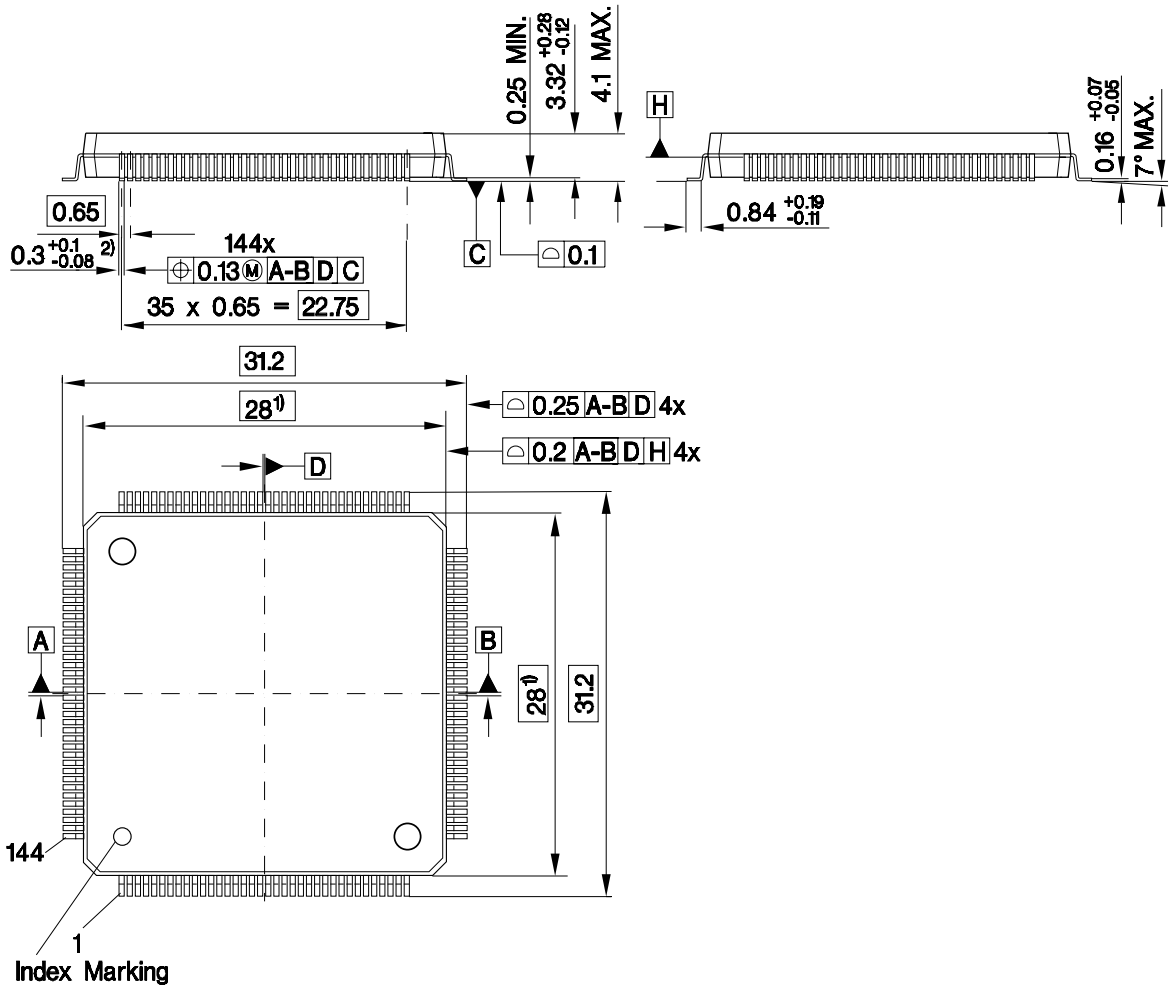 0.25 MIN.
3.32 +0.28 -0.12
4.1 MAX.
H
0.16 +0.07 -0.05
7° MAX.
0.65
0.3 +0.1 -0.08 2)
144x
0.13 Ⓜ A-B D C
35 x 0.65 = 22.75
C
0.1
0.84 +0.19 -0.11
31.2
28 1)
0.25 A-B D 4x
0.2 A-B D H 4x
D
A
B
28 1)
31.2
144
1
Index Marking